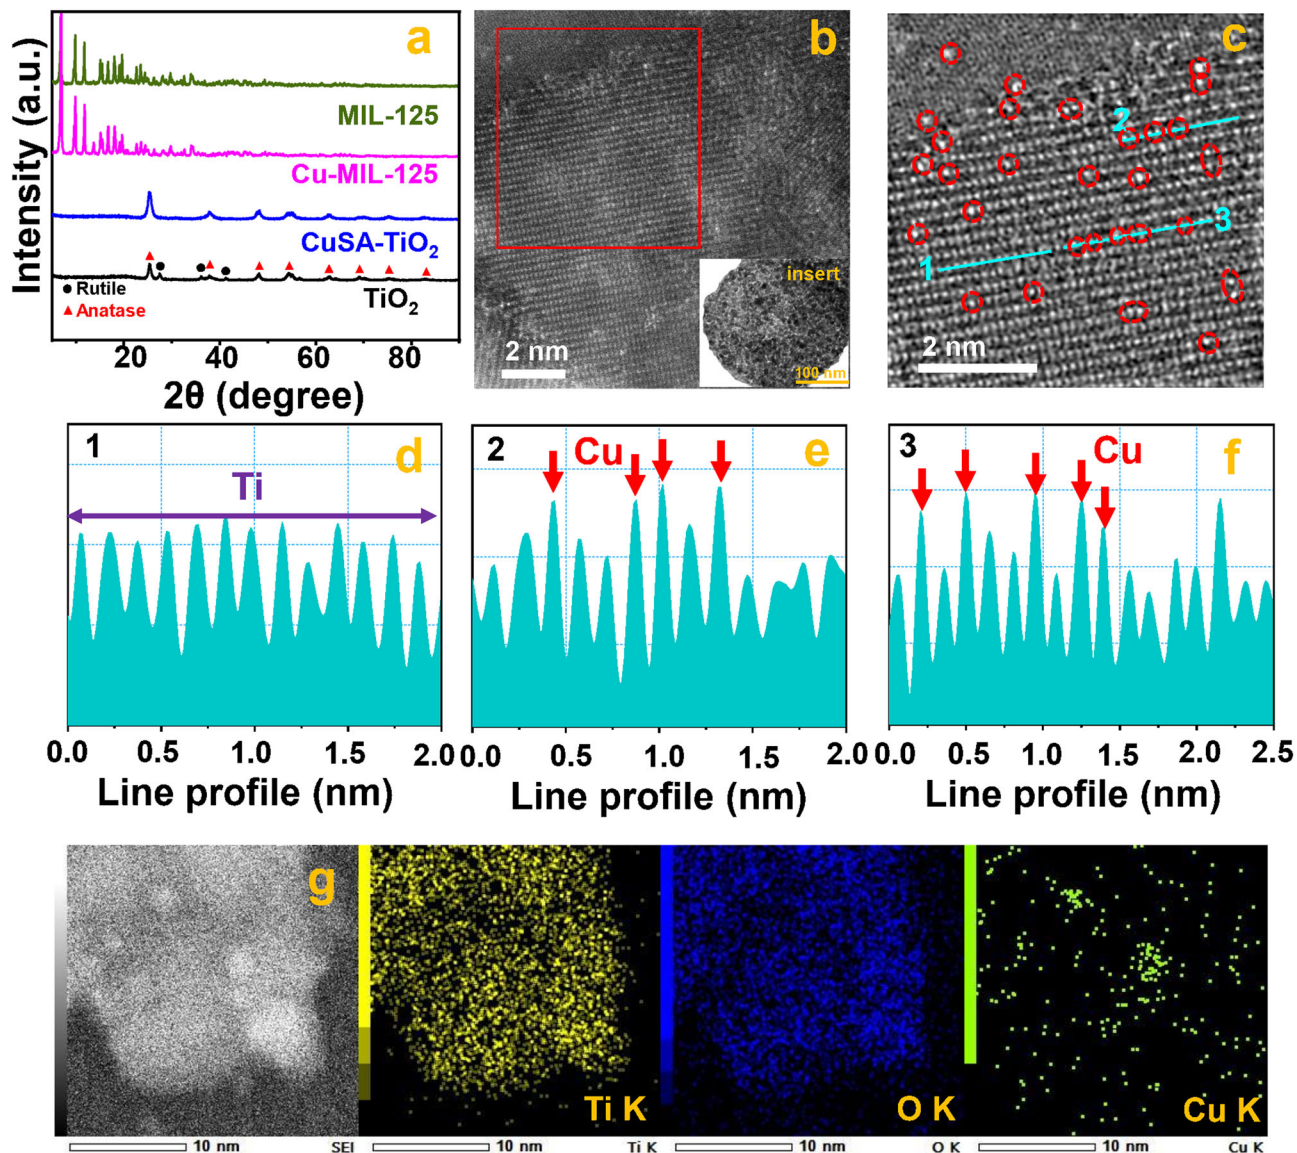 Intensity (a.u.)
a
MIL-125
Cu-MIL-125
CuSA-TiO₂
● Rutile
▲ Anatase
TiO₂
20 40 60 80
2θ (degree)
b
2 nm
insert
100 nm
c
2
3
1
2 nm
1
d
Ti
0.0 0.5 1.0 1.5 2.0
Line profile (nm)
2
Cu
e
0.0 0.5 1.0 1.5 2.0
Line profile (nm)
3
Cu
f
0.0 0.5 1.0 1.5 2.0 2.5
Line profile (nm)
g
Ti K
O K
Cu K
10 nm SEI
10 nm Ti K
10 nm O K
10 nm Cu K